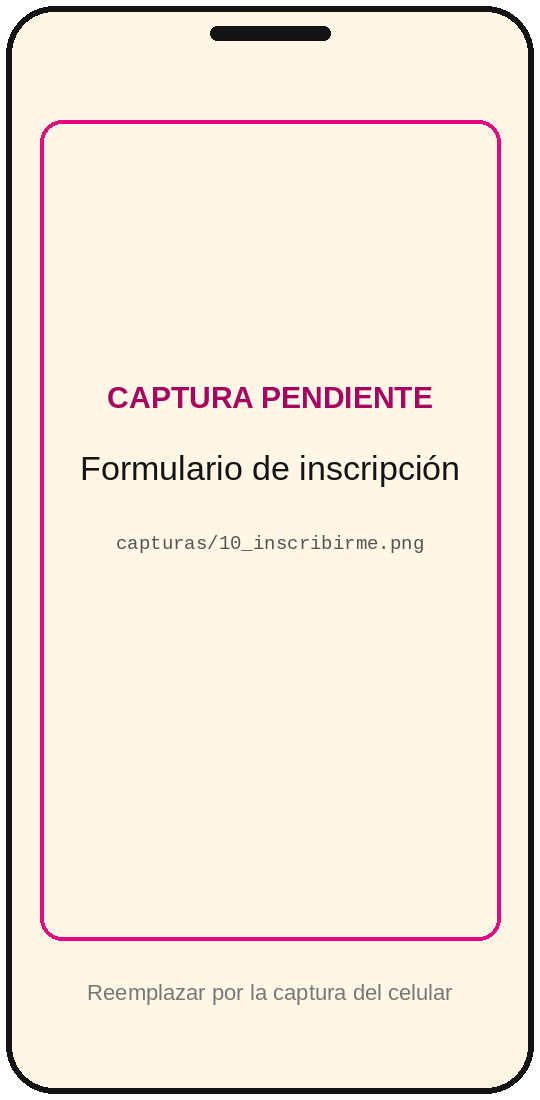 CAPTURA PENDIENTE
Formulario de inscripción
capturas/10_inscribirme.png
Reemplazar por la captura del celular